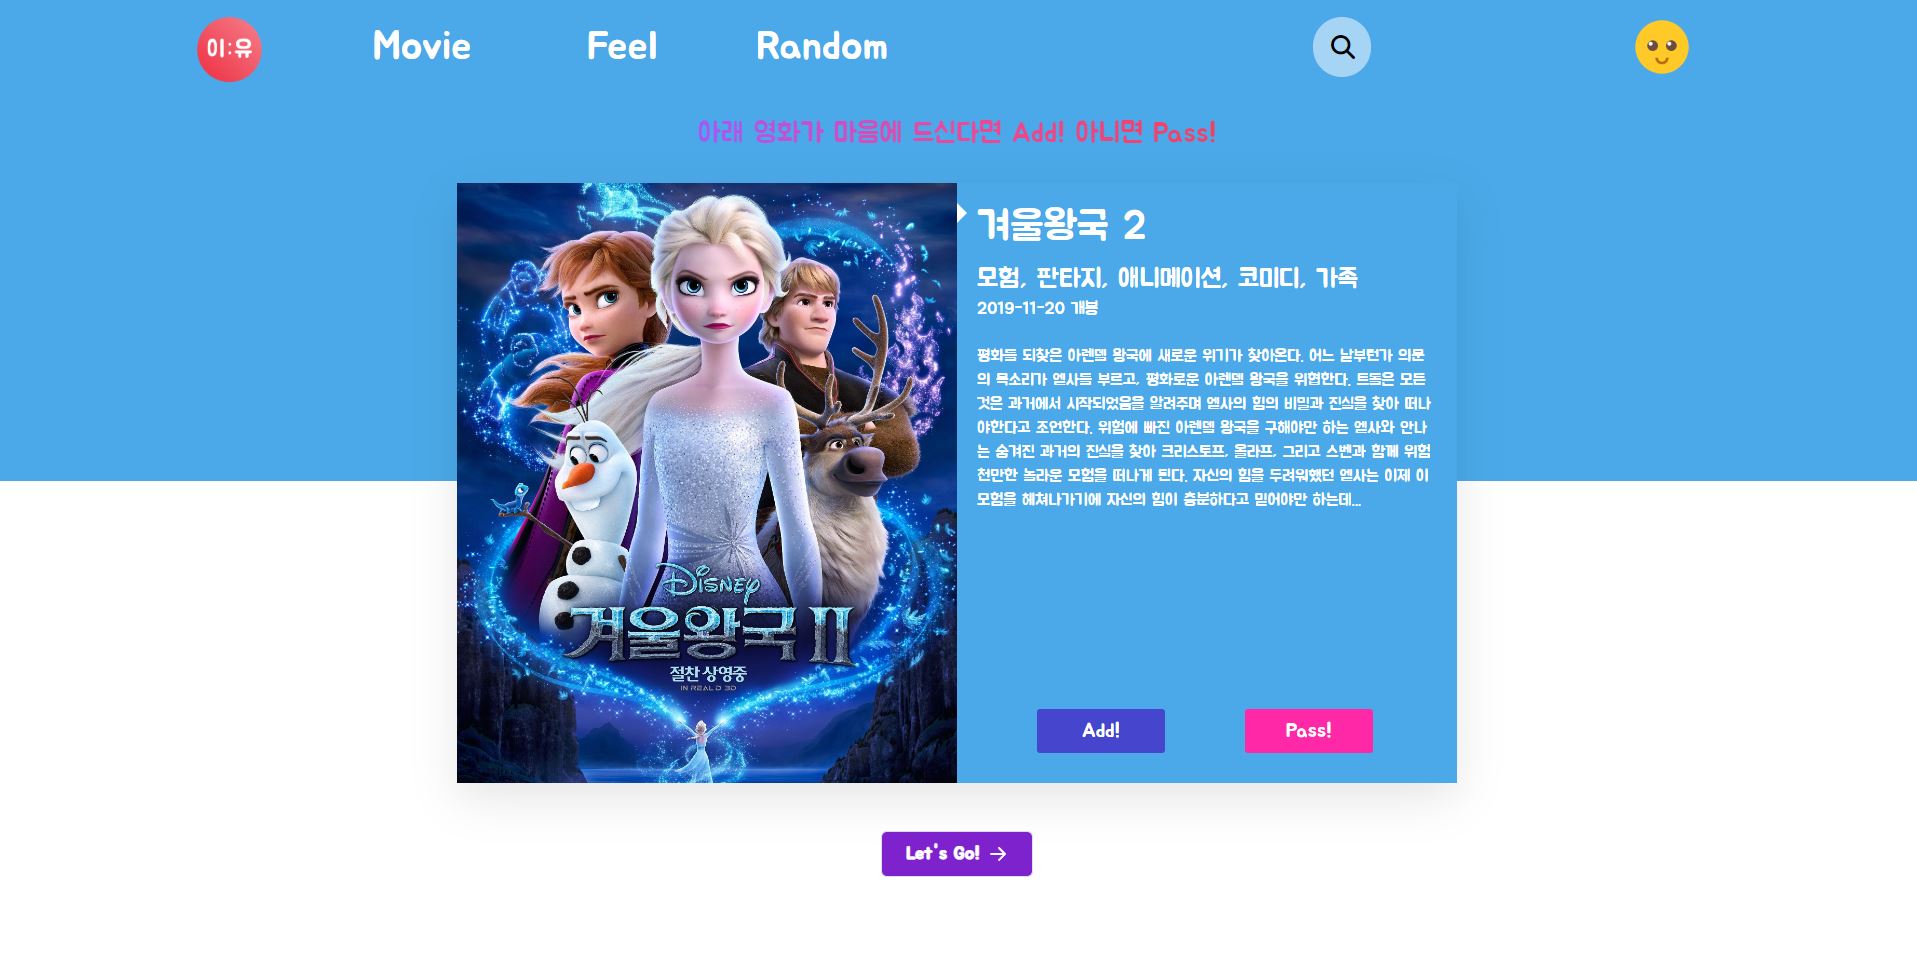 이:유
Movie
Feel
Random
아래 영화가 마음에 드신다면 Add! 아니면 Pass!
DISNEY
겨울왕국 II
절찬 상영중
IN REAL D 3D
겨울왕국 2
모험, 판타지, 애니메이션, 코미디, 가족
2019-11-20 개봉
평화를 되찾은 아렌델 왕국에 새로운 위기가 찾아온다. 어느 날부턴가 의문
의 목소리가 엘사를 부르고, 평화로운 아렌델 왕국을 위협한다. 트롤은 모든
것은 과거에서 시작되었음을 알려주며 엘사의 힘의 비밀과 진실을 찾아 떠나
야한다고 조언한다. 위험에 빠진 아렌델 왕국을 구해야만 하는 엘사와 안나
는 숨겨진 과거의 진실을 찾아 크리스토프, 올라프, 그리고 스벤과 함께 위험
천만한 놀라운 모험을 떠나게 된다. 자신의 힘을 두려워했던 엘사는 이제 이
모험을 헤쳐나가기에 자신의 힘이 충분하다고 믿어야만 하는데...
Add!
Pass!
Let's Go! →